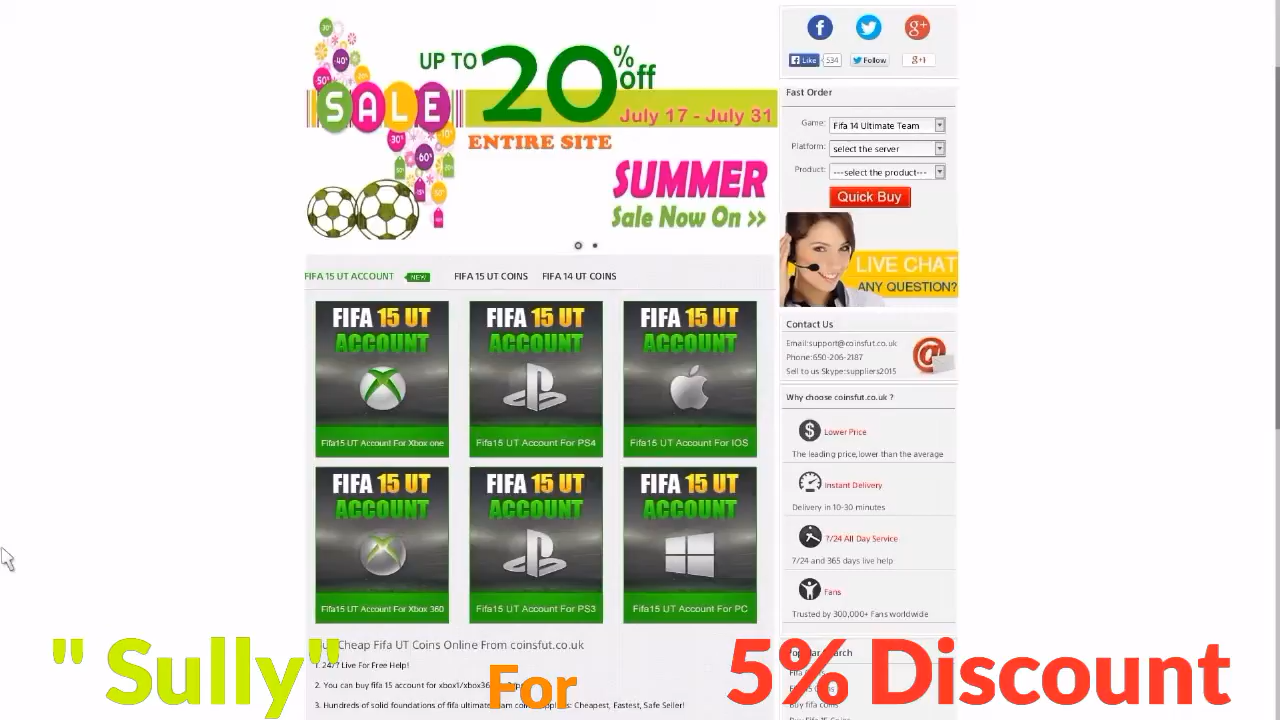 UP TO 20% off
SALE
July 17 - July 31
ENTIRE SITE
SUMMER
Sale Now On >>
FIFA 15 UT ACCOUNT NEW FIFA 15 UT COINS FIFA 14 UT COINS
FIFA 15 UT ACCOUNT
Fifa15 UT Account For Xbox one
FIFA 15 UT ACCOUNT
Fifa15 UT Account For PS4
FIFA 15 UT ACCOUNT
Fifa15 UT Account For IOS
FIFA 15 UT ACCOUNT
Fifa15 UT Account For Xbox 360
FIFA 15 UT ACCOUNT
Fifa15 UT Account For PS3
FIFA 15 UT ACCOUNT
Fifa15 UT Account For PC
Cheap Fifa UT Coins Online From coinsfut.co.uk
1. 24/7 Live For Free Help!
2. You can buy fifa 15 account for
3. Hundreds of solid foundations of fifa ultimate Cheapest, Fastest, Safe Seller!
Like 534 Follow g+1
Fast Order
Game: Fifa 14 Ultimate Team
Platform: select the server
Product: ---select the product---
Quick Buy
LIVE CHAT
ANY QUESTION?
Contact Us
Email:support@coinsfut.co.uk
Phone:650-206-2187
Sell to us Skype:suppliers2015
Why choose coinsfut.co.uk ?
Lower Price
The leading price,lower than the average
Instant Delivery
Delivery in 10-30 minutes
7/24 All Day Service
7/24 and 365 days live help
Fans
Trusted by 300,000+ Fans worldwide
Search
" Sully" For 5% Discount